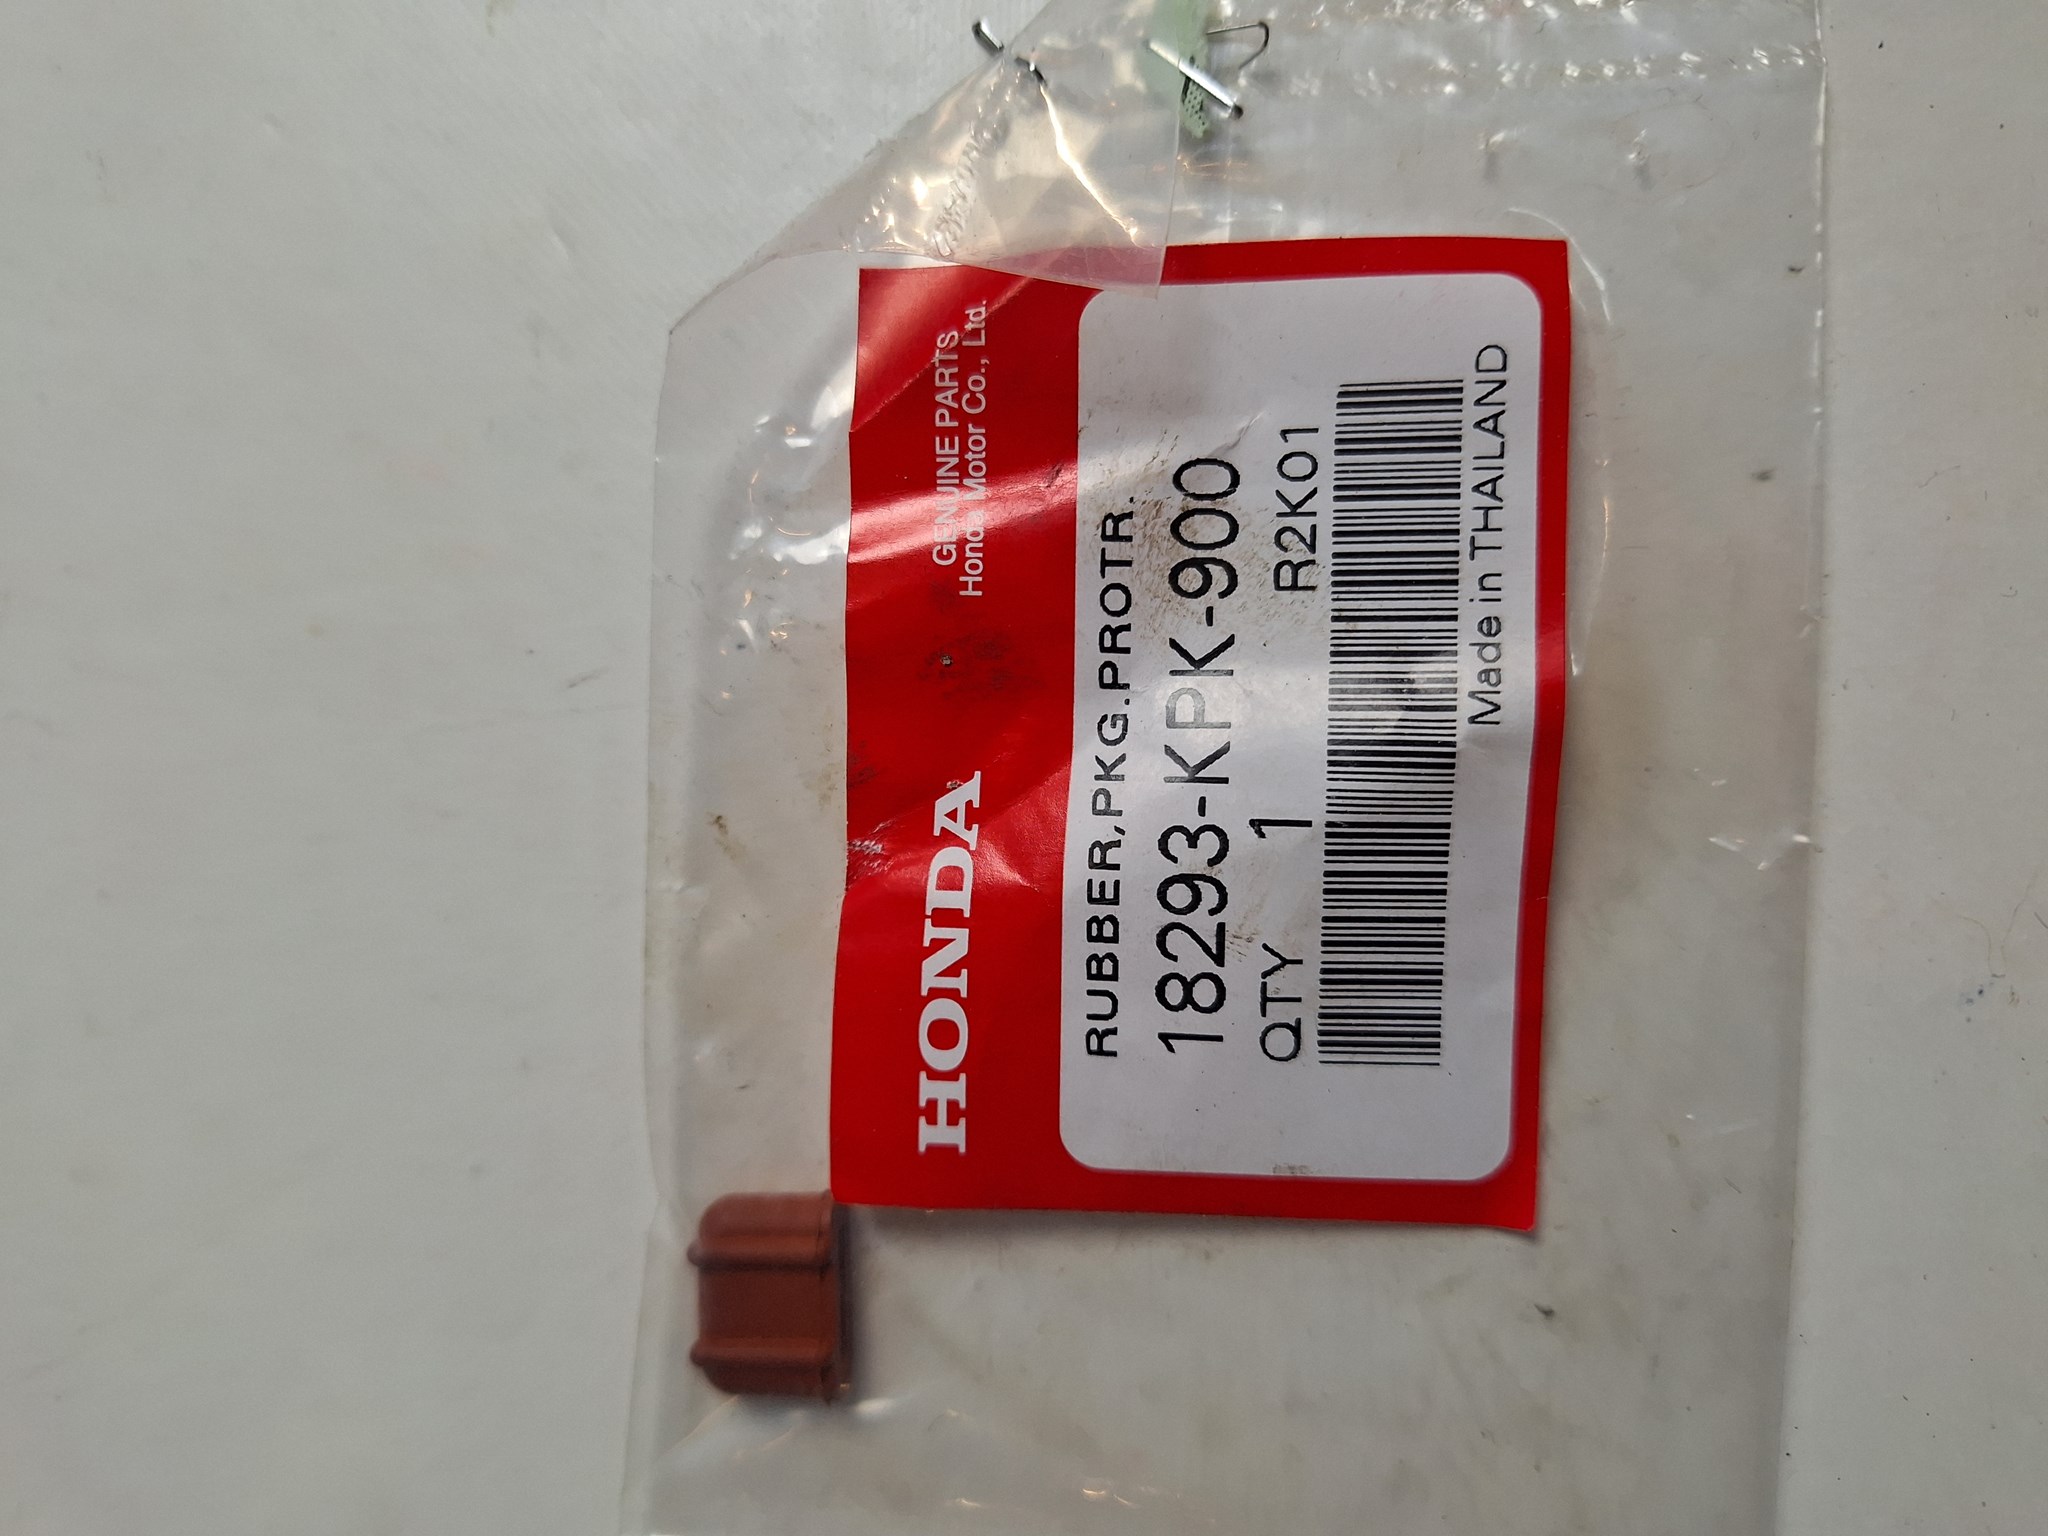 HONDA
GENUINE PARTS
Honda Motor Co., Ltd.
RUBBER,PKG.PROTR.
18293-KPK-900
QTY 1 R2K01
Made in THAILAND